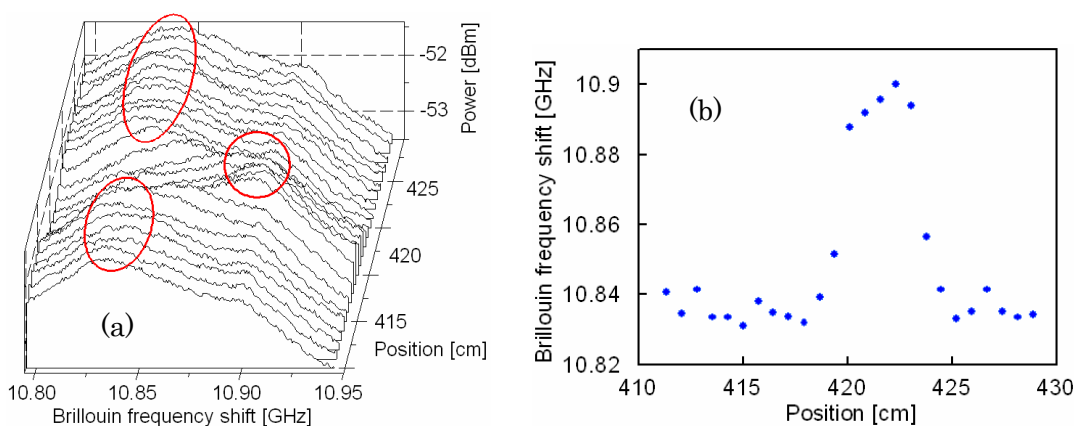 -52
-53
Power [dBm]
425
420
415
Position [cm]
(a)
10.80 10.85 10.90 10.95
Brillouin frequency shift [GHz]
(b)
10.9
10.88
10.86
10.84
10.82
Brillouin frequency shift [GHz]
410 415 420 425 430
Position [cm]